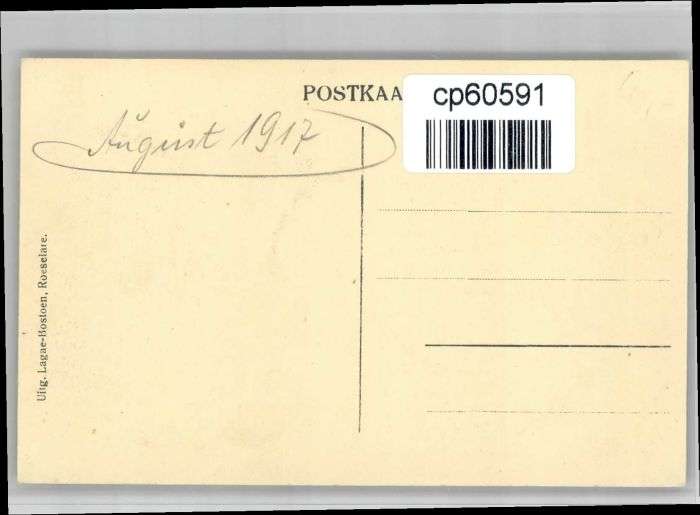 POSTKAA
cp60591
August 1917
Uitg. Lagae-Bostoen, Roeselare.